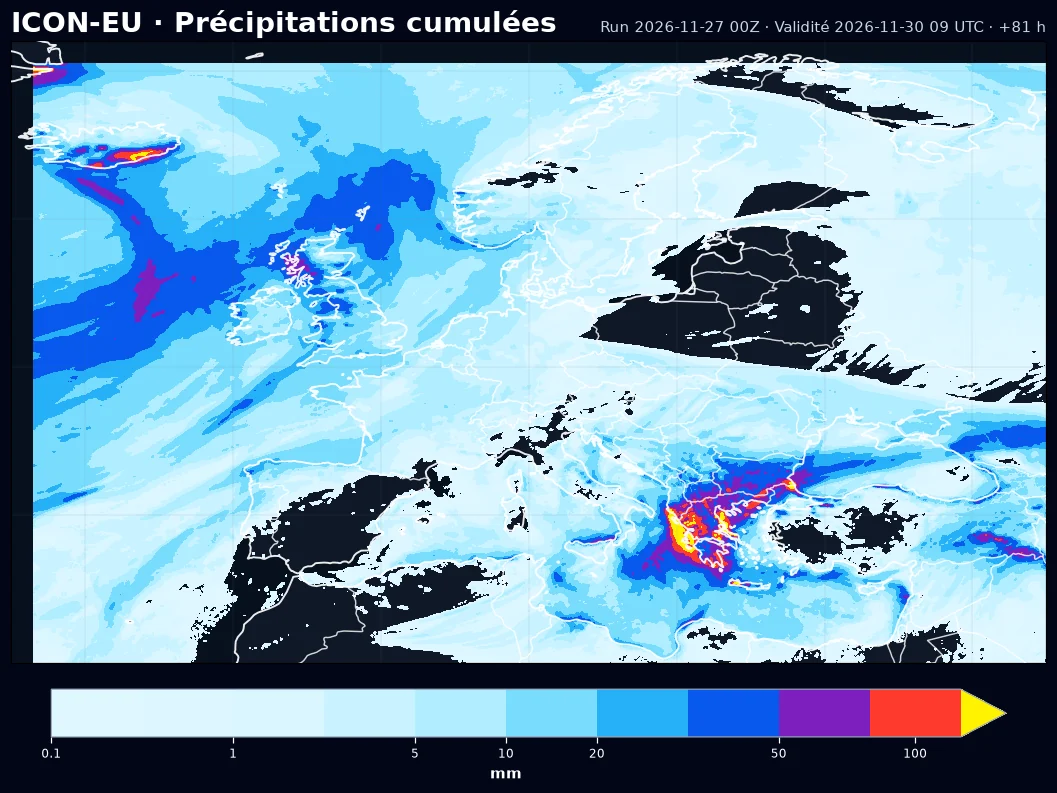 ICON-EU · Précipitations cumulées
Run 2026-11-27 00Z · Validité 2026-11-30 09 UTC · +81 h
0.1 1 5 10 20 50 100
mm